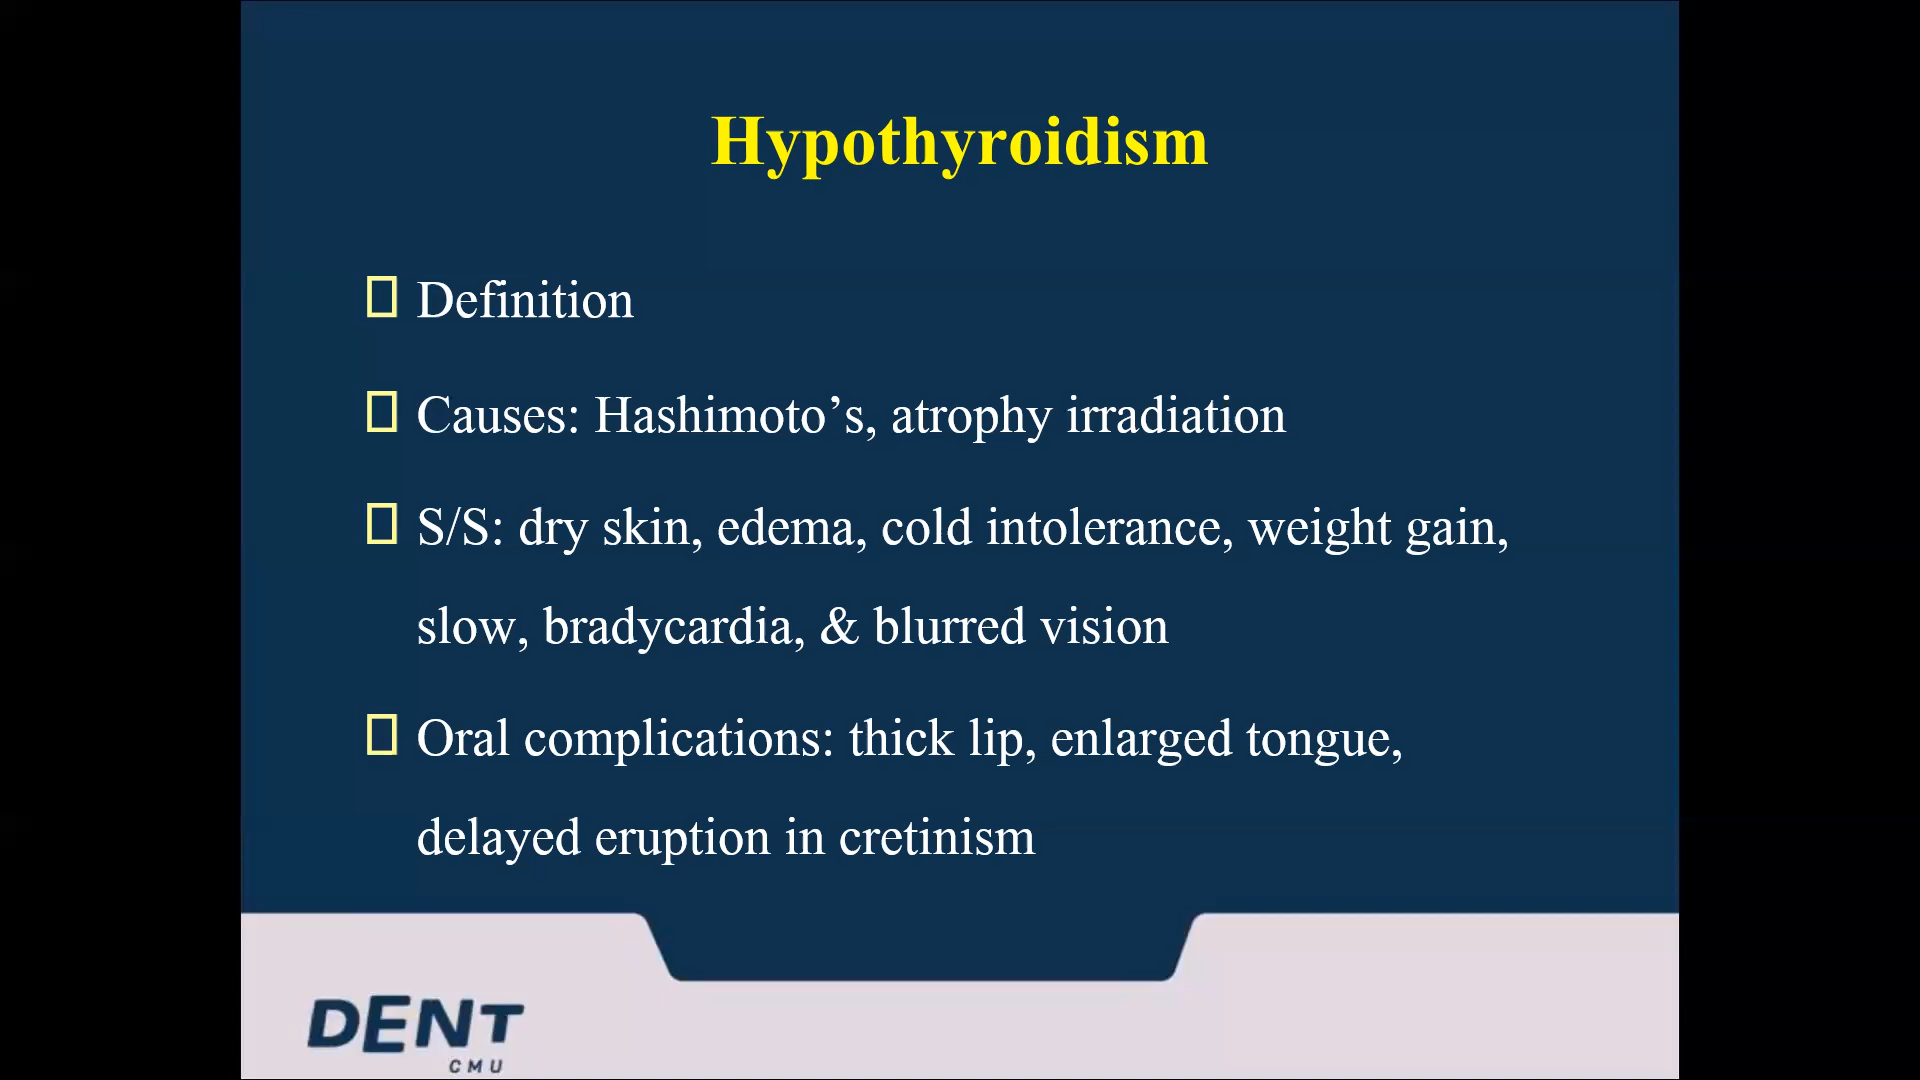 Hypothyroidism
Definition
Causes: Hashimoto’s, atrophy irradiation
S/S: dry skin, edema, cold intolerance, weight gain,
slow, bradycardia, & blurred vision
Oral complications: thick lip, enlarged tongue,
delayed eruption in cretinism
DENT
CMU